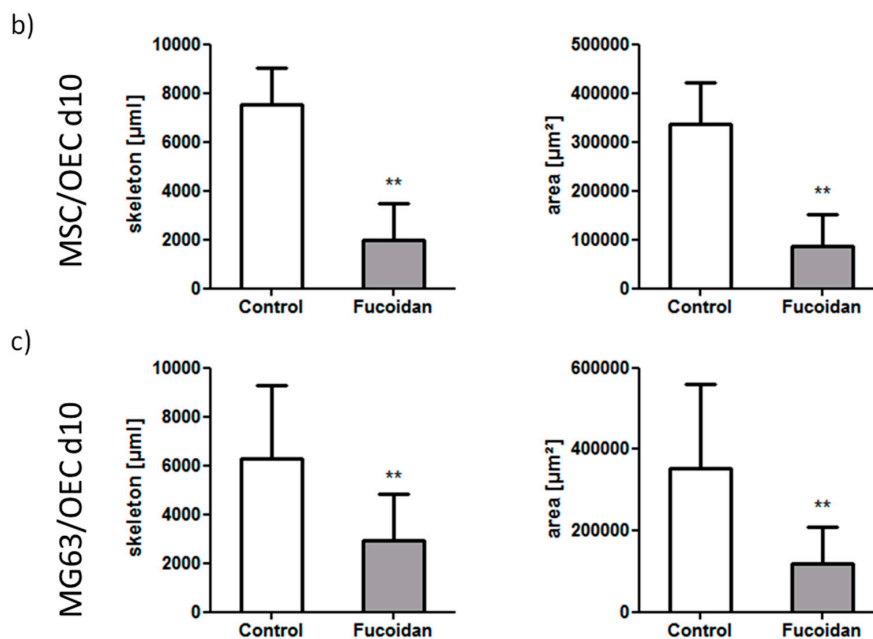 b)
MSC/OEC d10
skeleton [µml]
10000
8000
6000
4000
2000
0
**
Control Fucoidan
area [µm²]
500000
400000
300000
200000
100000
0
**
Control Fucoidan
c)
MG63/OEC d10
skeleton [µml]
10000
8000
6000
4000
2000
0
**
Control Fucoidan
area [µm²]
600000
400000
200000
0
**
Control Fucoidan